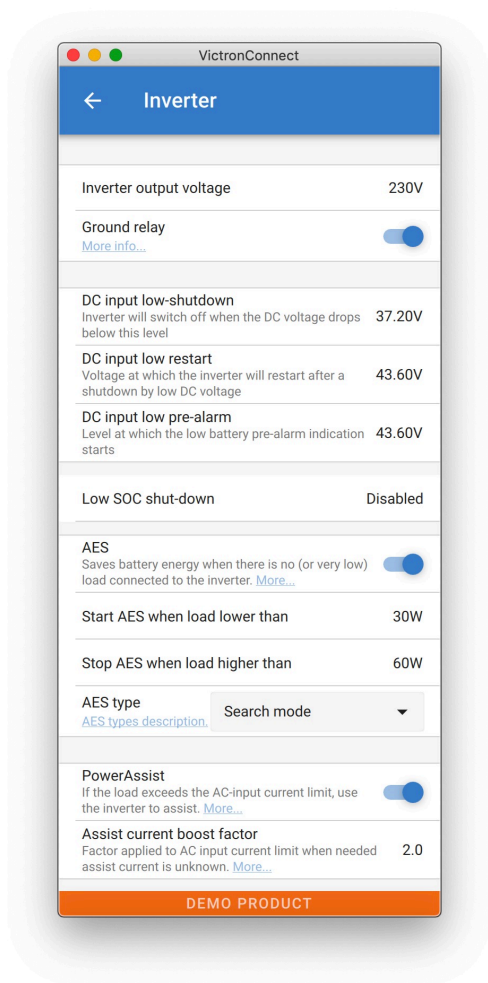 VictronConnect
Inverter
Inverter output voltage 230V
Ground relay
More info...
DC input low-shutdown
Inverter will switch off when the DC voltage drops 37.20V
below this level
DC input low restart
Voltage at which the inverter will restart after a 43.60V
shutdown by low DC voltage
DC input low pre-alarm
Level at which the low battery pre-alarm indication 43.60V
starts
Low SOC shut-down Disabled
AES
Saves battery energy when there is no (or very low)
load connected to the inverter. More...
Start AES when load lower than 30W
Stop AES when load higher than 60W
AES type
Search mode
AES types description.
PowerAssist
If the load exceeds the AC-input current limit, use
the inverter to assist. More...
Assist current boost factor
Factor applied to AC input current limit when needed 2.0
assist current is unknown. More...
DEMO PRODUCT